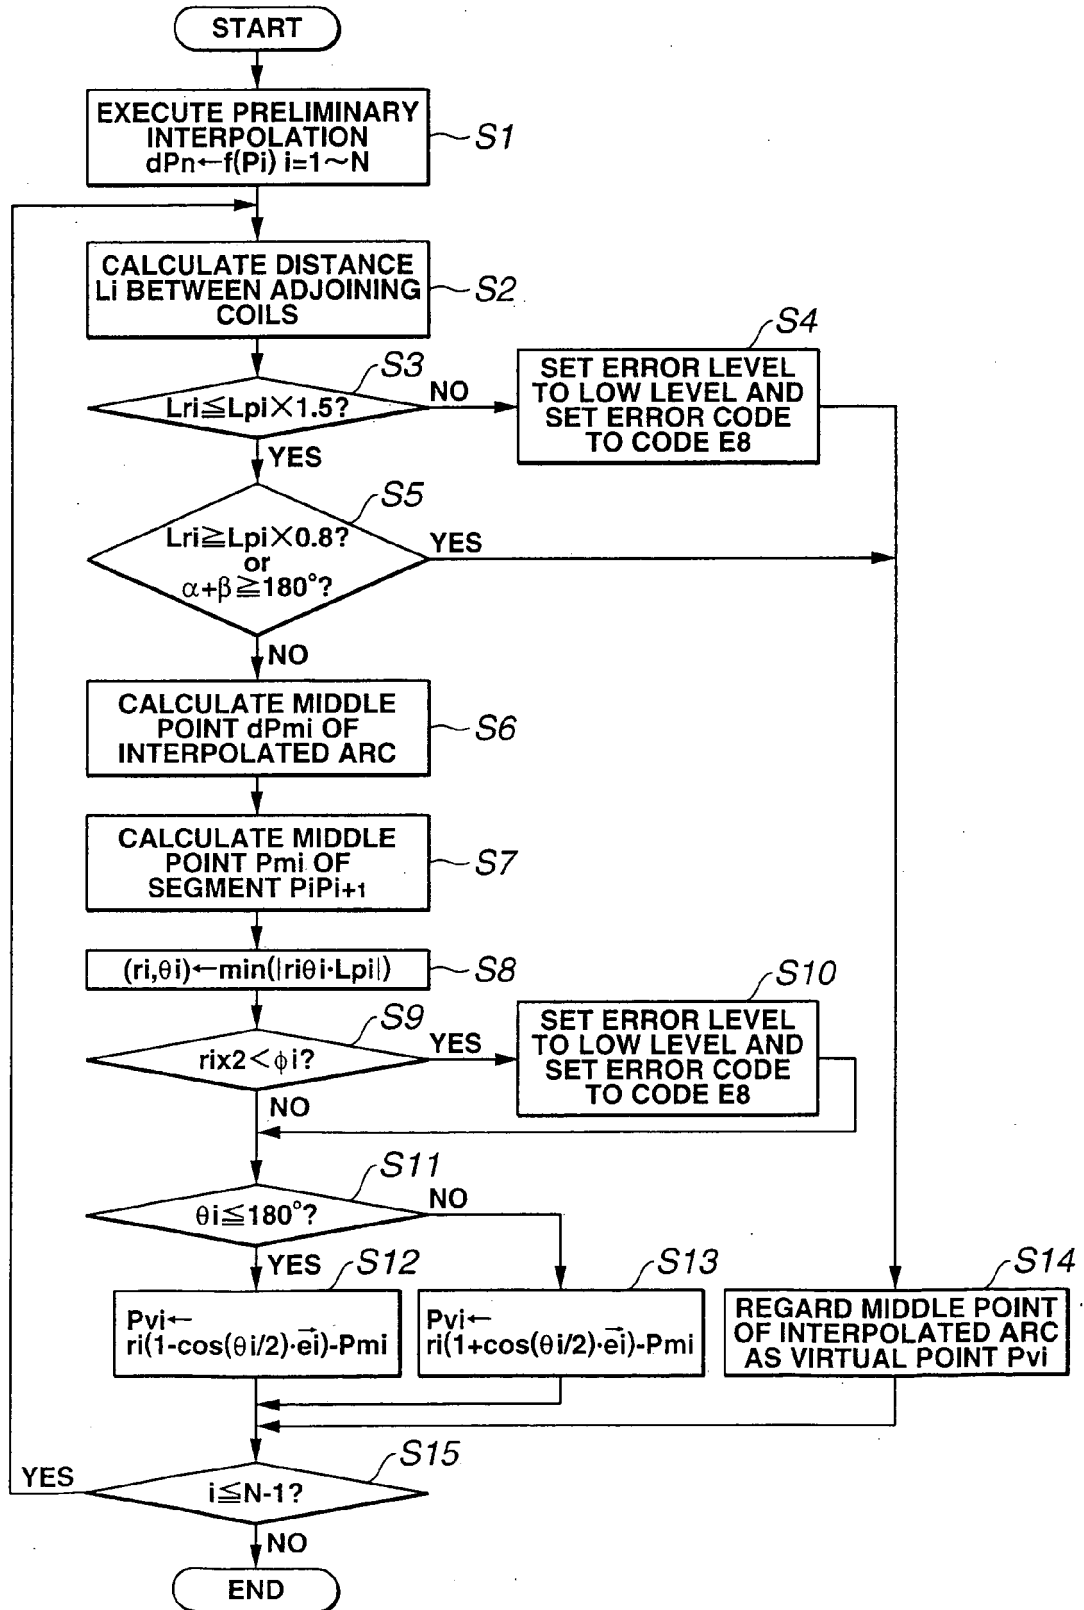 START
EXECUTE PRELIMINARY
INTERPOLATION
dPn←f(Pi) i=1~N
S1
CALCULATE DISTANCE
Li BETWEEN ADJOINING
COILS
S2
S3
Lri≦Lpi×1.5?
NO
YES
S4
SET ERROR LEVEL
TO LOW LEVEL AND
SET ERROR CODE
TO CODE E8
S5
Lri≧Lpi×0.8?
or
α+β≧180°?
YES
NO
CALCULATE MIDDLE
POINT dPmi OF
INTERPOLATED ARC
S6
CALCULATE MIDDLE
POINT Pmi OF
SEGMENT PiPi+1
S7
(ri,θi)←min(|riθi·Lpi|)
S8
S9
rix2<φi?
YES
NO
S10
SET ERROR LEVEL
TO LOW LEVEL AND
SET ERROR CODE
TO CODE E8
S11
θi≦180°?
NO
YES
S12
Pvi←
ri(1-cos(θi/2)·e⃗i)-Pmi
S13
Pvi←
ri(1+cos(θi/2)·e⃗i)-Pmi
S14
REGARD MIDDLE POINT
OF INTERPOLATED ARC
AS VIRTUAL POINT Pvi
S15
i≦N-1?
YES
NO
END